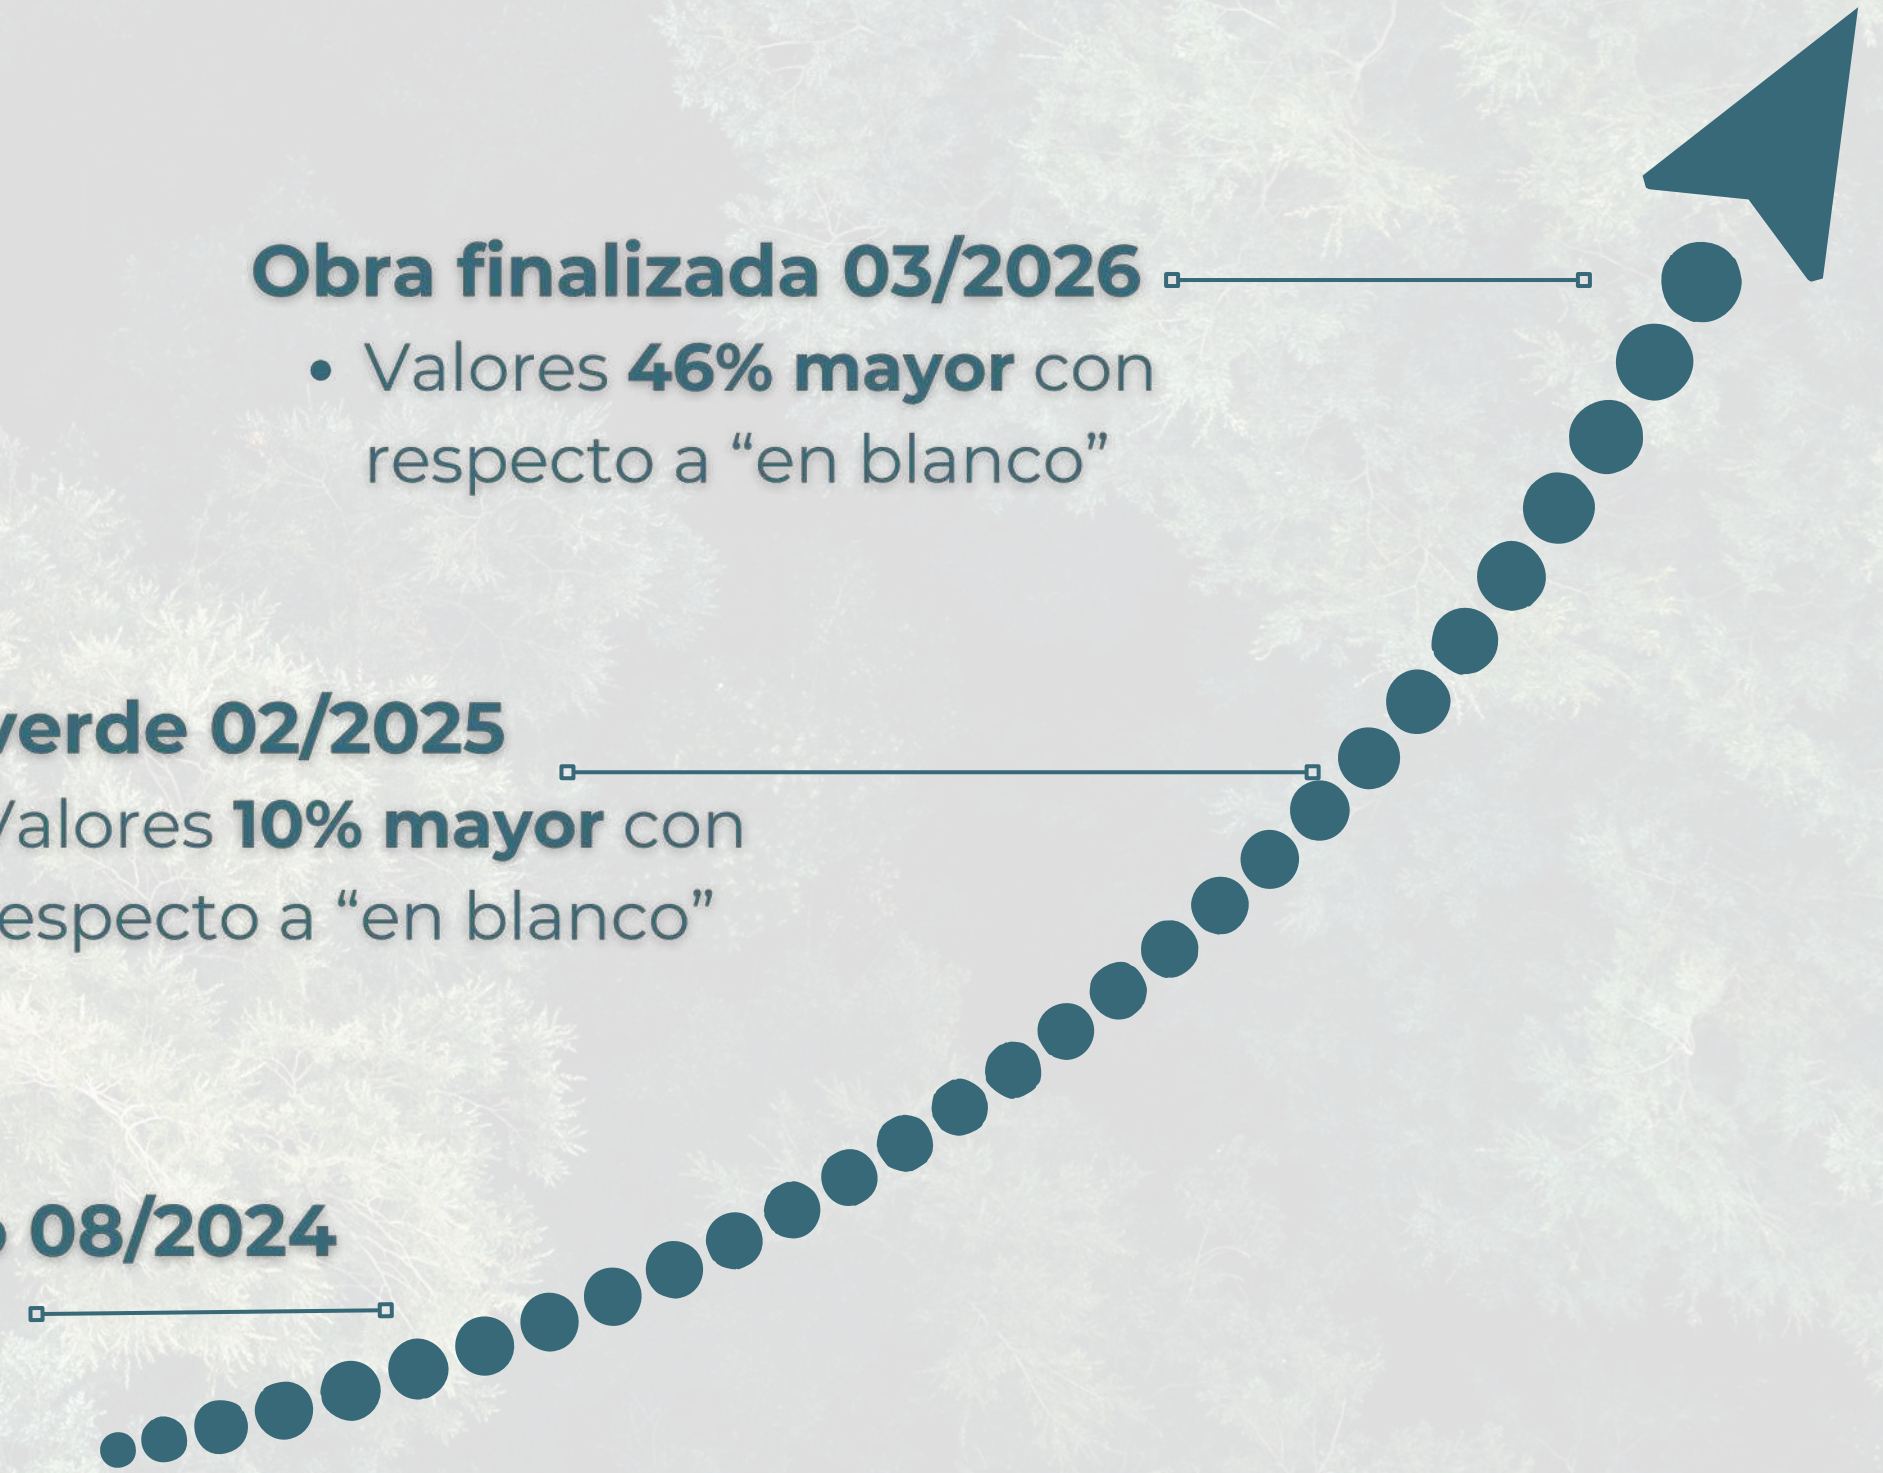 Obra finalizada 03/2026
• Valores 46% mayor con
respecto a “en blanco”
verde 02/2025
Valores 10% mayor con
especto a “en blanco”
08/2024